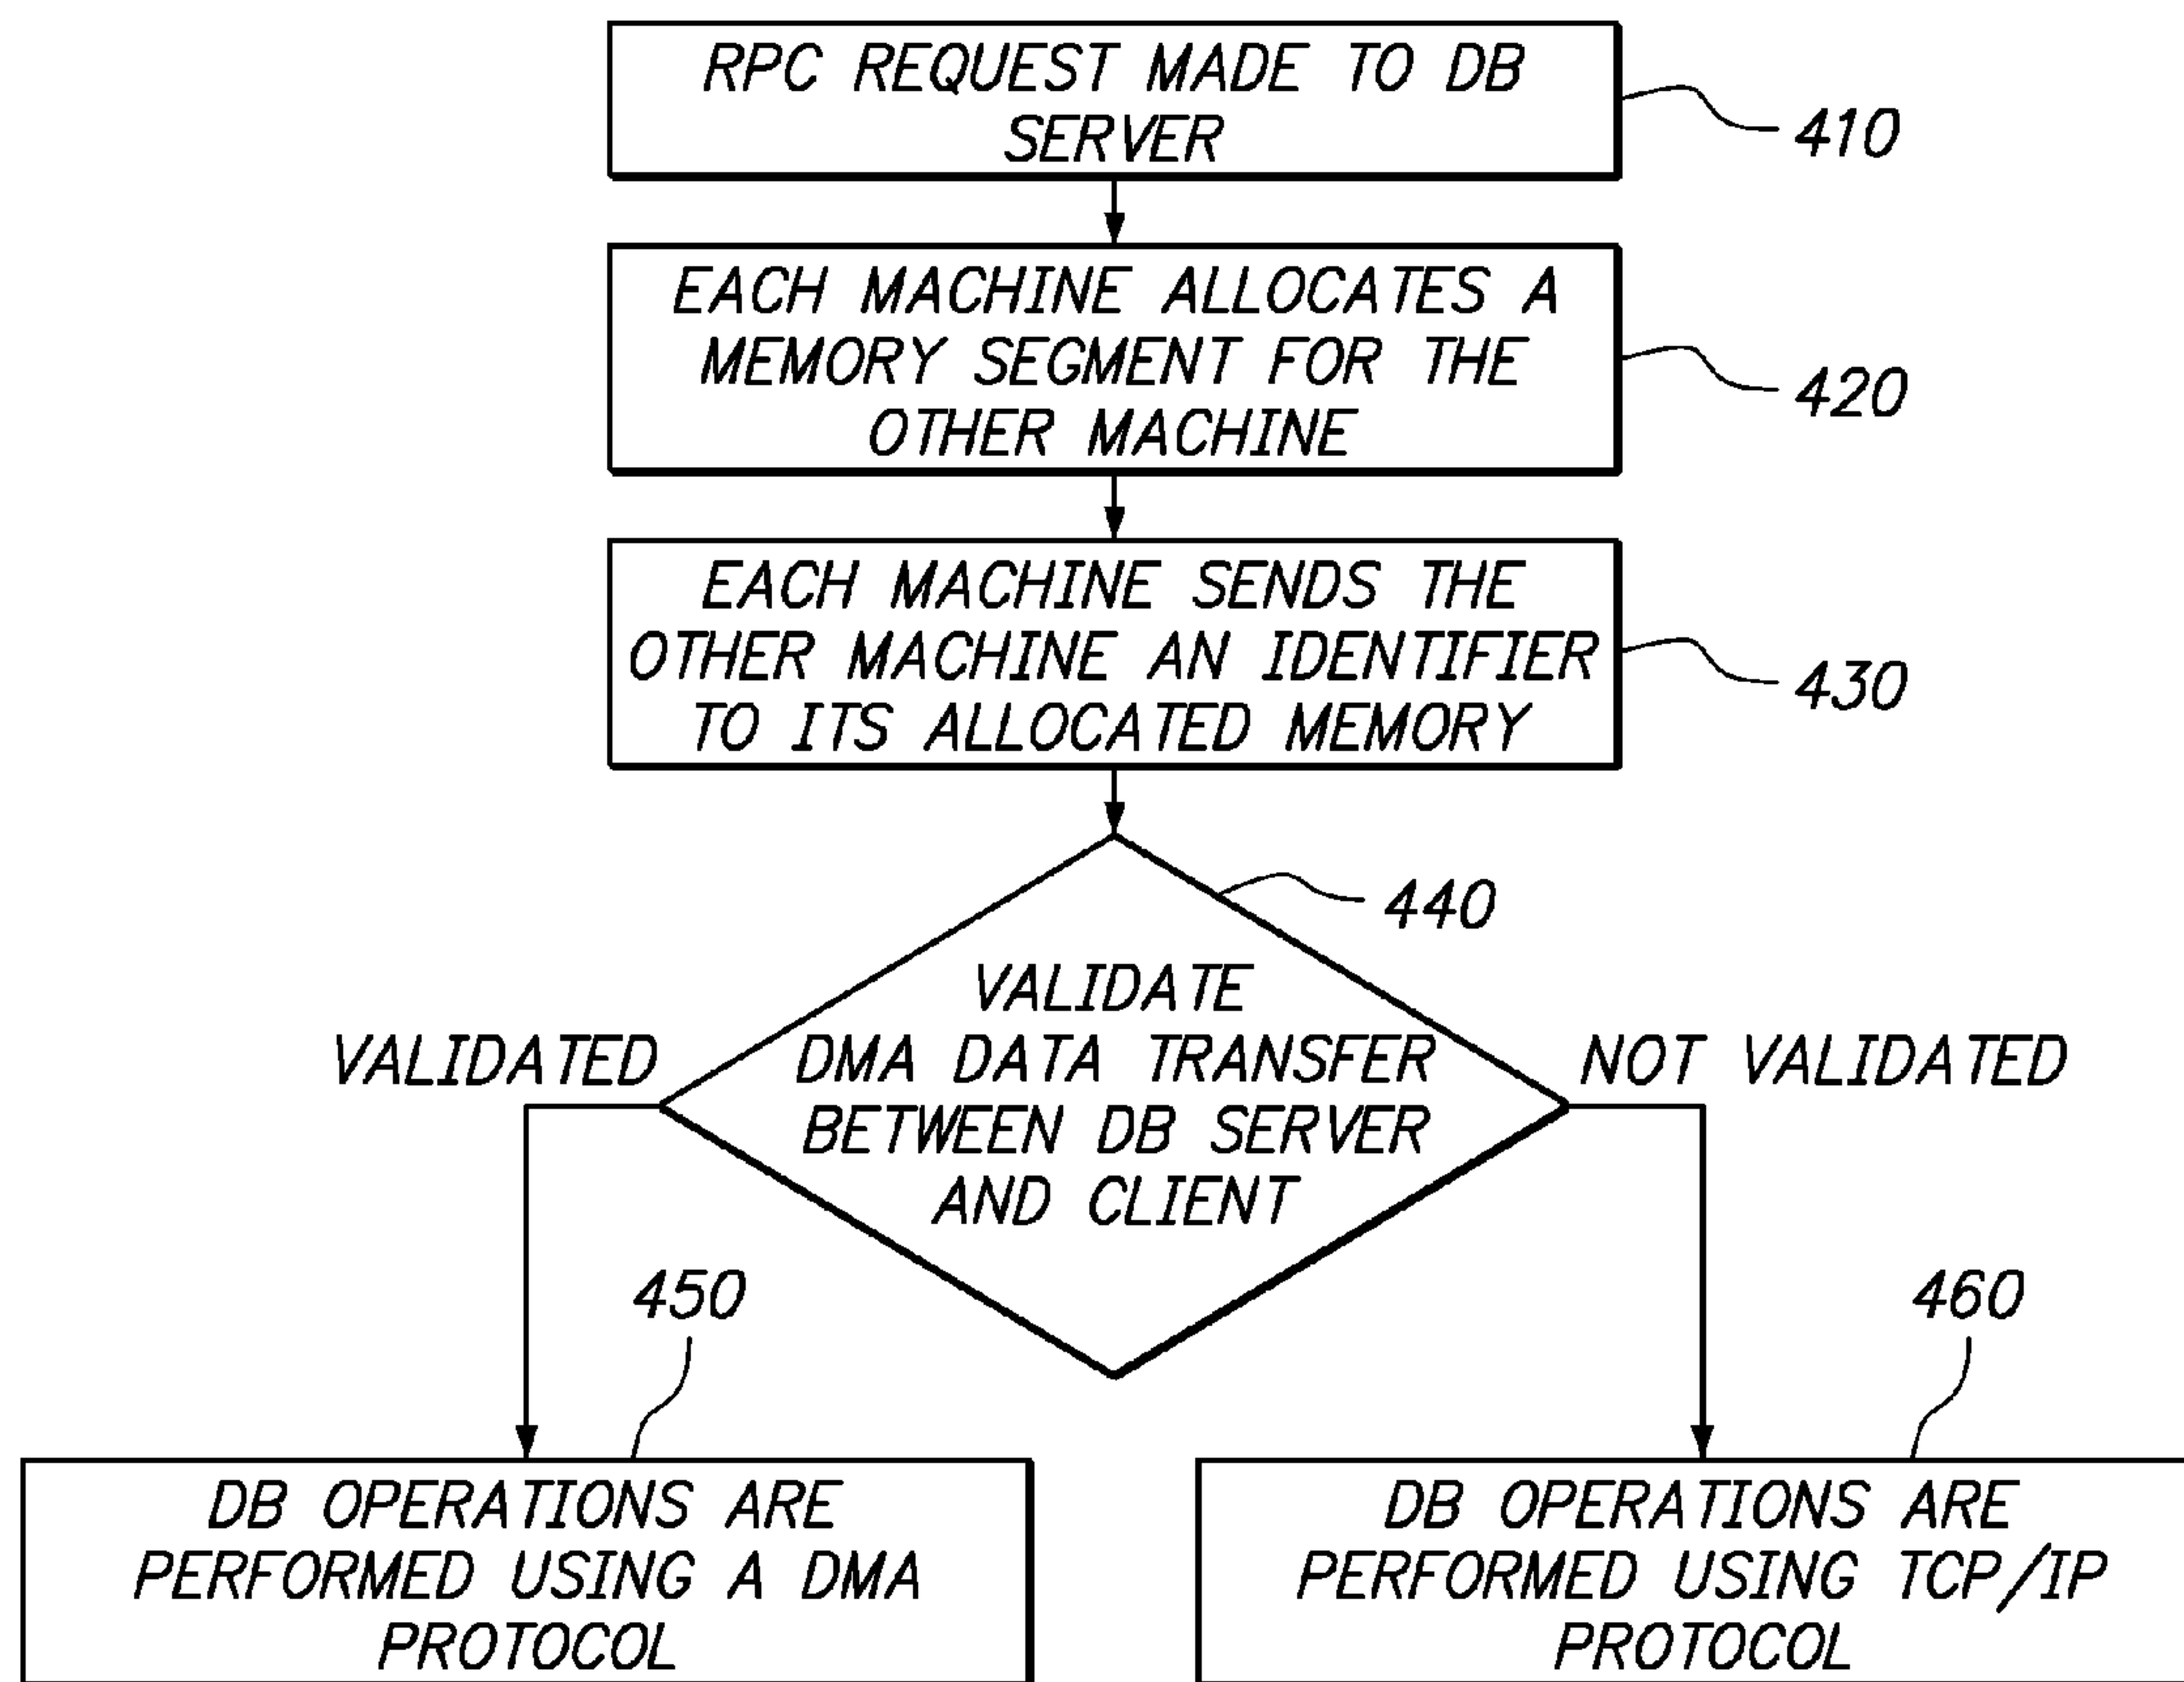 RPC REQUEST MADE TO DB
SERVER
410
EACH MACHINE ALLOCATES A
MEMORY SEGMENT FOR THE
OTHER MACHINE
420
EACH MACHINE SENDS THE
OTHER MACHINE AN IDENTIFIER
TO ITS ALLOCATED MEMORY
430
440
VALIDATE
DMA DATA TRANSFER
BETWEEN DB SERVER
AND CLIENT
VALIDATED
NOT VALIDATED
450
DB OPERATIONS ARE
PERFORMED USING A DMA
PROTOCOL
460
DB OPERATIONS ARE
PERFORMED USING TCP/IP
PROTOCOL